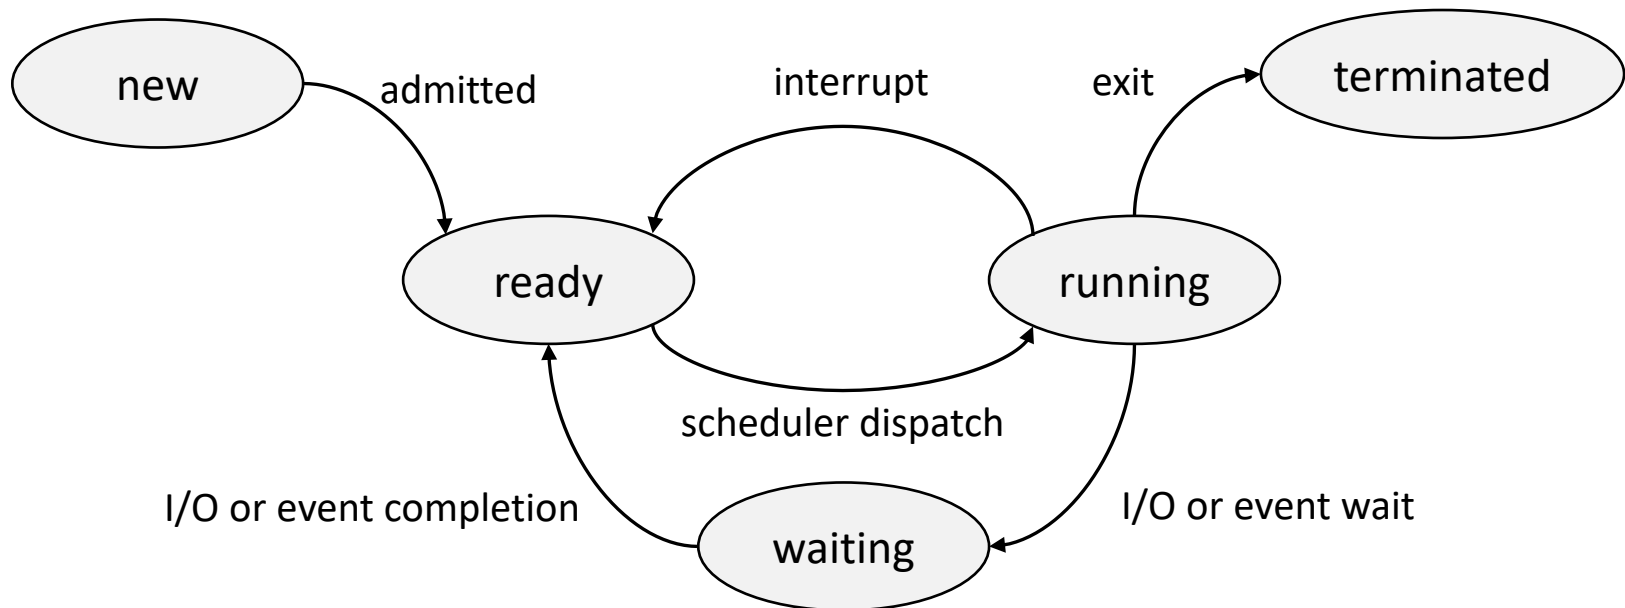 new
admitted
interrupt
exit
terminated
ready
running
scheduler dispatch
I/O or event completion
I/O or event wait
waiting